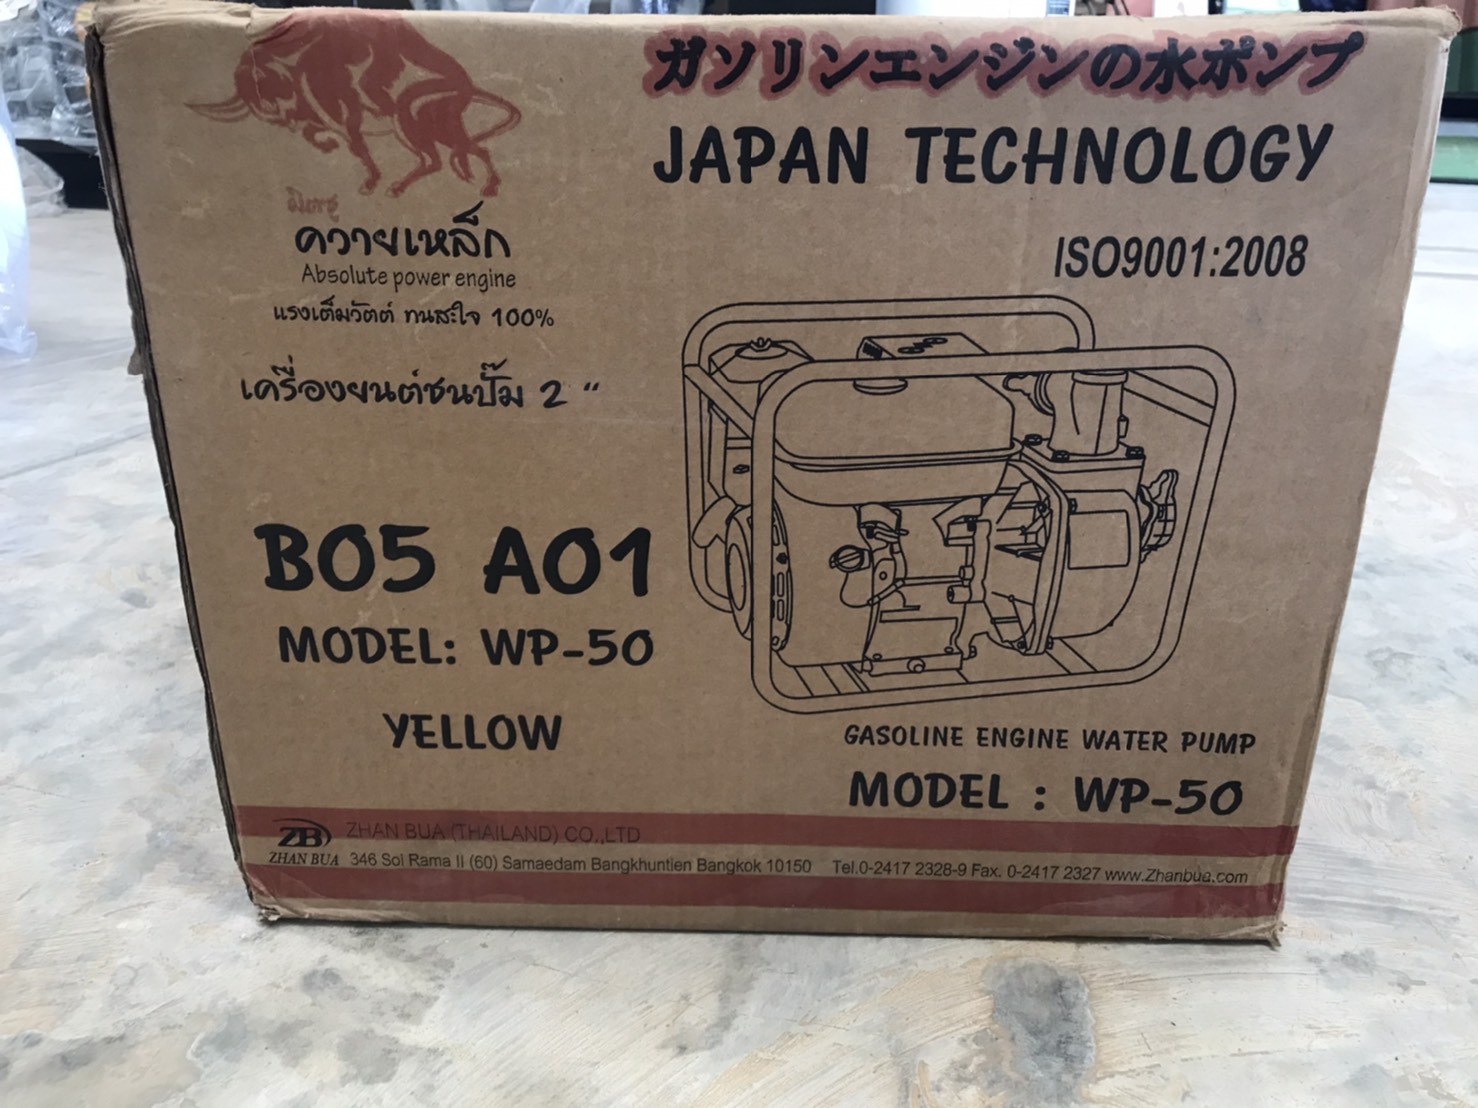 ガソリンエンジンの水ポンプ
JAPAN TECHNOLOGY
ISO9001:2008
มิตซู
ควายเหล็ก
Absolute power engine
แรงเต็มวัตต์ ทนสะใจ 100%
เครื่องยนต์ชนปั๊ม 2 "
B05 A01
MODEL: WP-50
YELLOW
GASOLINE ENGINE WATER PUMP
MODEL : WP-50
ZB ZHAN BUA (THAILAND) CO.,LTD
ZHAN BUA 346 Soi Rama II (60) Samaedam Bangkhuntien Bangkok 10150 Tel.0-2417 2328-9 Fax. 0-2417 2327 www.Zhanbua.com